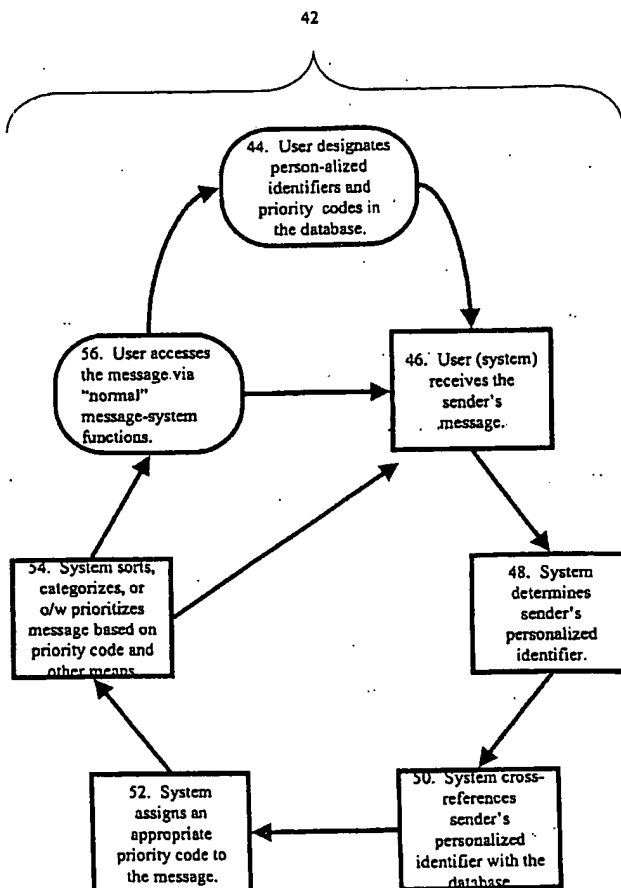 42
44. User designates
person-alized
identifiers and
priority codes in
the database.
56. User accesses
the message via
“normal”
message-system
functions.
46. User (system)
receives the
sender's
message.
54. System sorts,
categorizes, or
o/w prioritizes
message based on
priority code and
other means.
48. System
determines
sender's
personalized
identifier.
52. System
assigns an
appropriate
priority code to
the message.
50. System cross-
references
sender's
personalized
identifier with the
database.